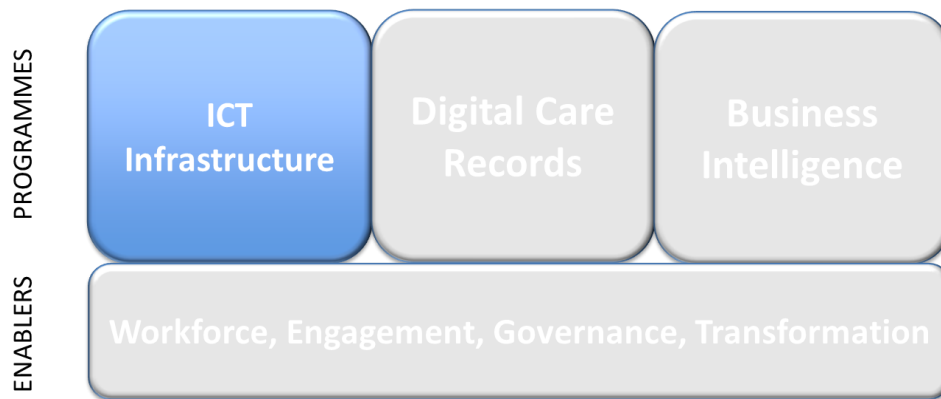 PROGRAMMES
ICT
Infrastructure
Digital Care
Records
Business
Intelligence
ENABLERS
Workforce, Engagement, Governance, Transformation